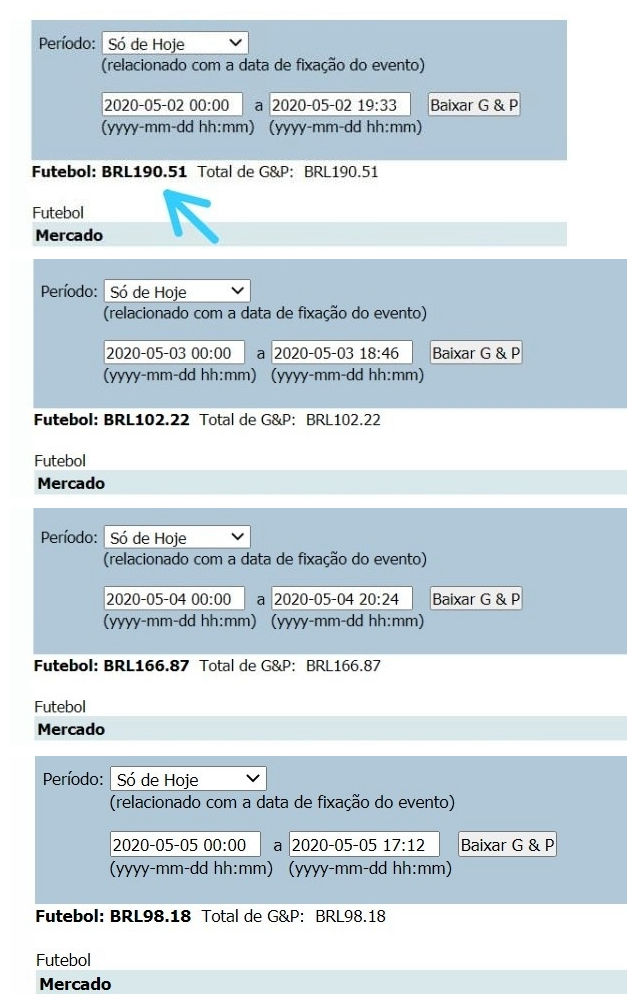 Período: Só de Hoje
(relacionado com a data de fixação do evento)
2020-05-02 00:00 a 2020-05-02 19:33 Baixar G & P
(yyyy-mm-dd hh:mm) (yyyy-mm-dd hh:mm)
Futebol: BRL190.51 Total de G&P: BRL190.51
Futebol
Mercado
Período: Só de Hoje
(relacionado com a data de fixação do evento)
2020-05-03 00:00 a 2020-05-03 18:46 Baixar G & P
(yyyy-mm-dd hh:mm) (yyyy-mm-dd hh:mm)
Futebol: BRL102.22 Total de G&P: BRL102.22
Futebol
Mercado
Período: Só de Hoje
(relacionado com a data de fixação do evento)
2020-05-04 00:00 a 2020-05-04 20:24 Baixar G & P
(yyyy-mm-dd hh:mm) (yyyy-mm-dd hh:mm)
Futebol: BRL166.87 Total de G&P: BRL166.87
Futebol
Mercado
Período: Só de Hoje
(relacionado com a data de fixação do evento)
2020-05-05 00:00 a 2020-05-05 17:12 Baixar G & P
(yyyy-mm-dd hh:mm) (yyyy-mm-dd hh:mm)
Futebol: BRL98.18 Total de G&P: BRL98.18
Futebol
Mercado